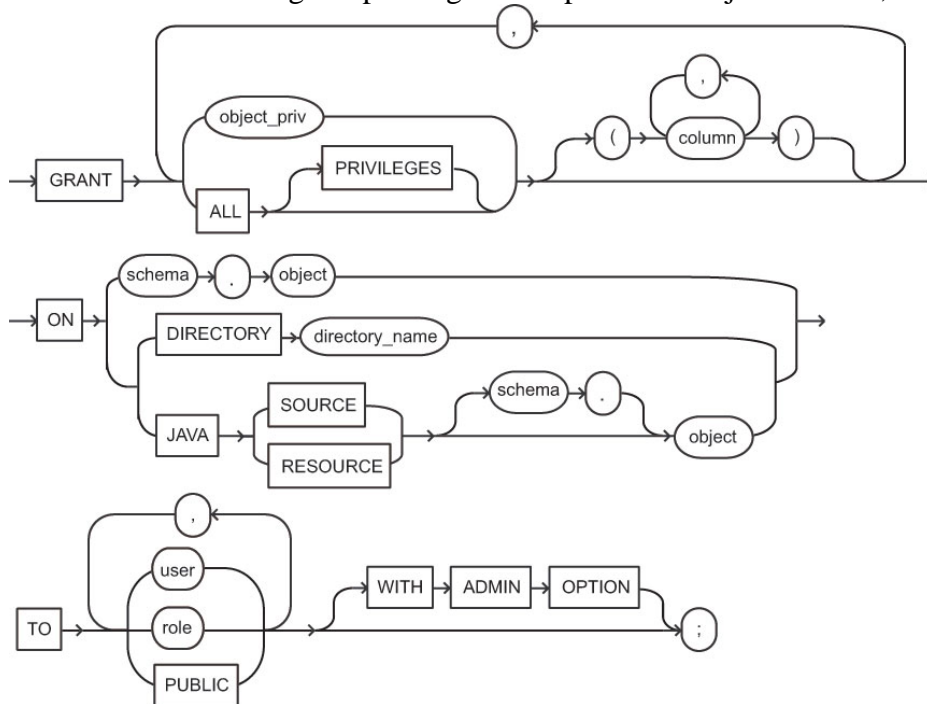 ,
,
object_priv
( column )
GRANT
PRIVILEGES
ALL
schema . object
ON
DIRECTORY directory_name
schema .
SOURCE
JAVA
object
RESOURCE
,
user
WITH ADMIN OPTION
TO
role
;
PUBLIC